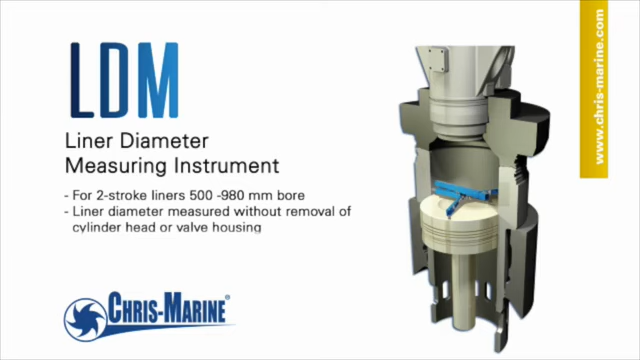 LDM
Liner Diameter
Measuring Instrument
- For 2-stroke liners 500 -980 mm bore
- Liner diameter measured without removal of
cylinder head or valve housing
CHRIS-MARINE®
www.chris-marine.com